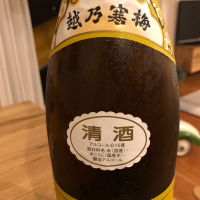 越乃寒梅
清酒
アルコール分15度
原材料名 米(国産)・
米こうじ(国産米)・
醸造アルコール